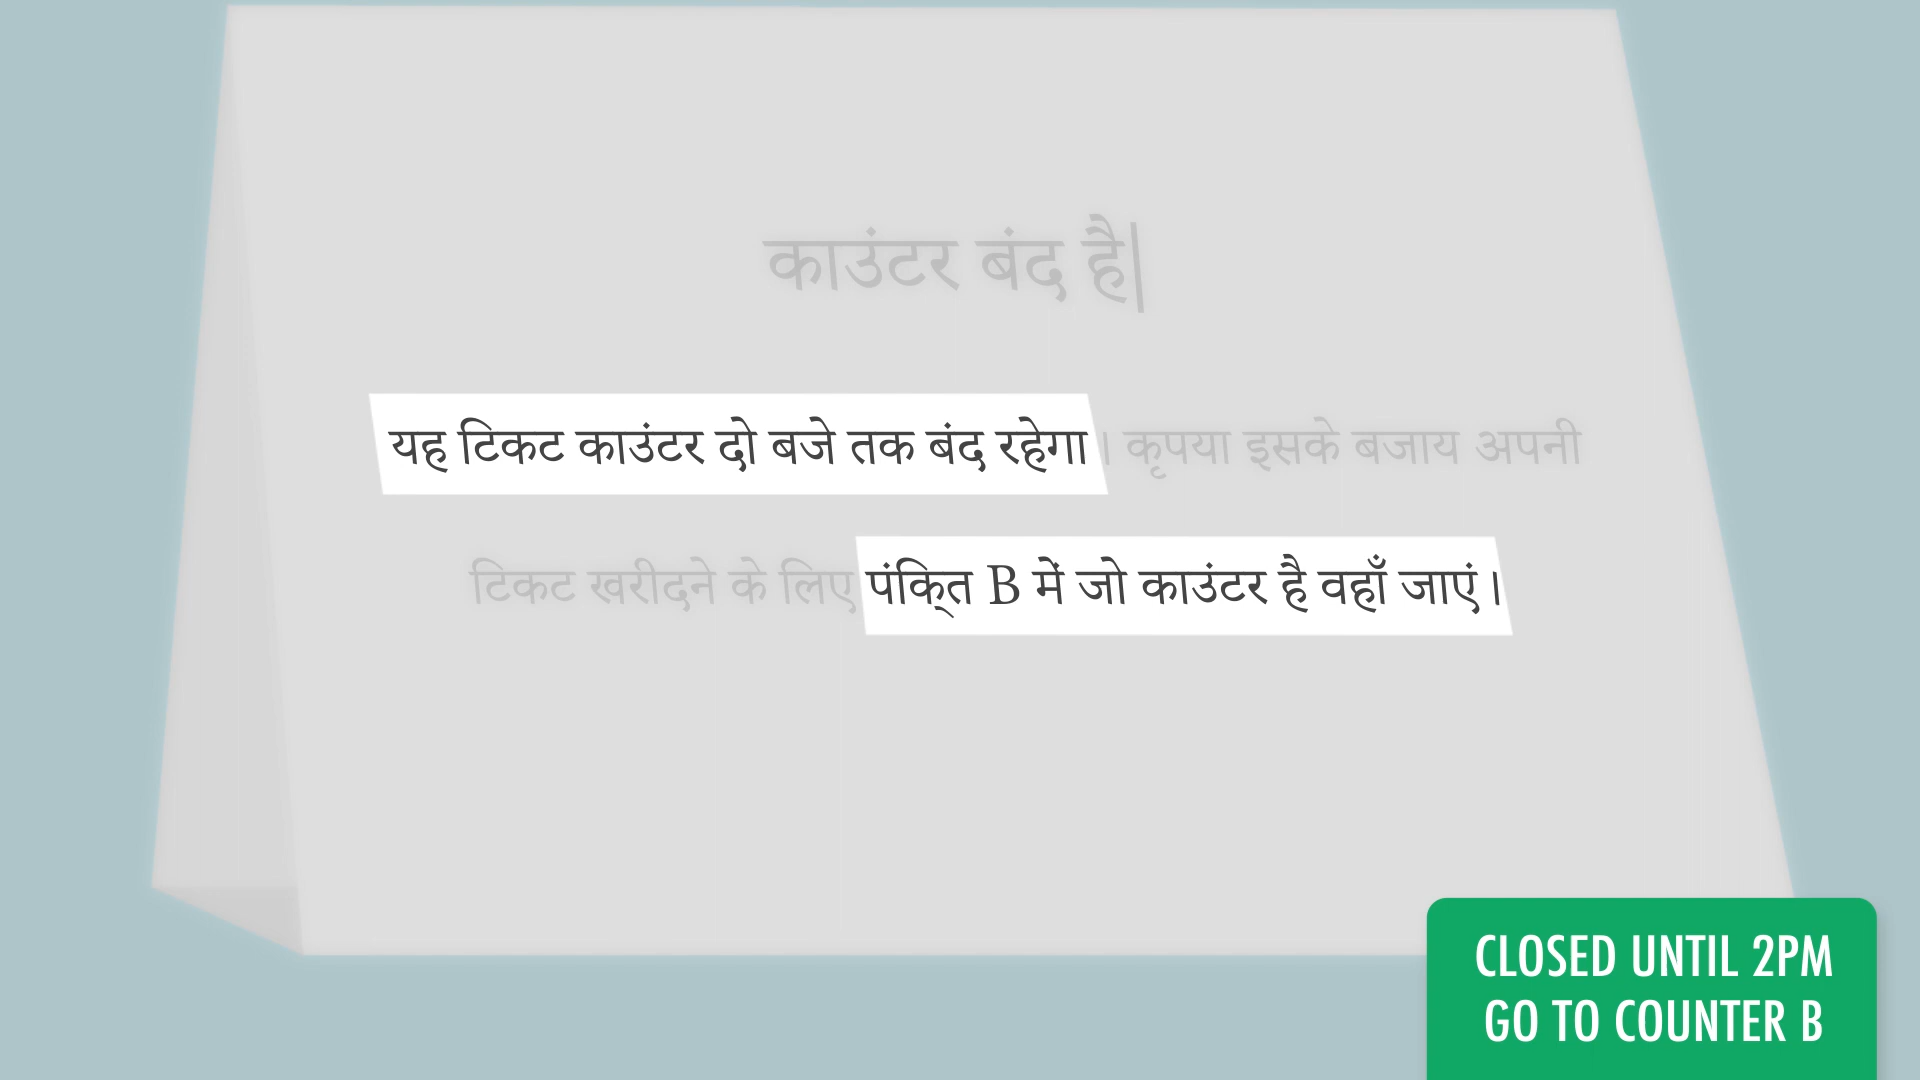 काउंटर बंद है|
यह टिकट काउंटर दो बजे तक बंद रहेगा । कृपया इसके बजाय अपनी
टिकट खरीदने के लिए पंक्ति B में जो काउंटर है वहाँ जाएं ।
CLOSED UNTIL 2PM
GO TO COUNTER B